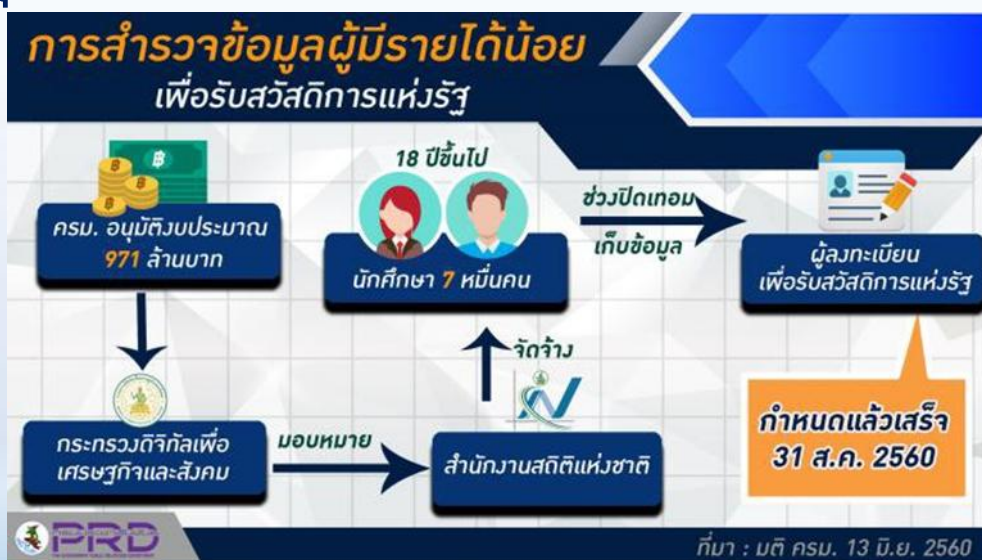 การสำรวจข้อมูลผู้มีรายได้น้อย
เพื่อรับสวัสดิการแห่งรัฐ
ครม. อนุมัติงบประมาณ
971 ล้านบาท
กระทรวงดิจิทัลเพื่อ
เศรษฐกิจและสังคม
มอบหมาย
สำนักงานสถิติแห่งชาติ
จัดจ้าง
18 ปีขึ้นไป
นักศึกษา 7 หมื่นคน
ช่วงปิดเทอม
เก็บข้อมูล
ผู้ลงทะเบียน
เพื่อรับสวัสดิการแห่งรัฐ
กำหนดแล้วเสร็จ
31 ส.ค. 2560
PRD
ที่มา : มติ ครม. 13 มิ.ย. 2560